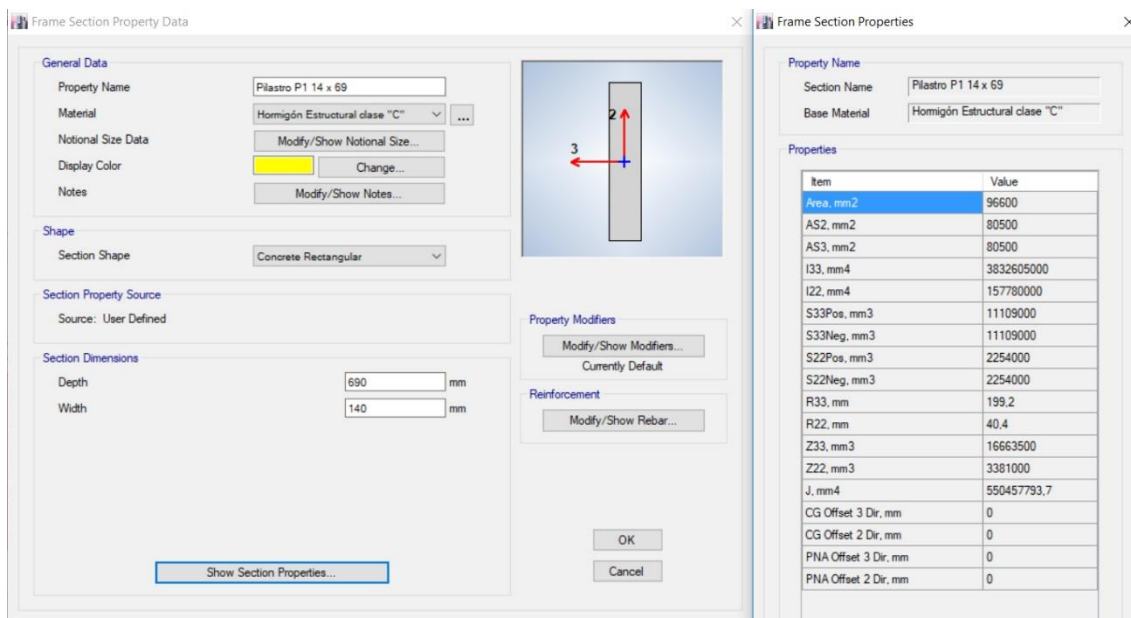 Frame Section Property Data
General Data
Property Name Pilastro P1 14 x 69
Material Hormigón Estructural clase "C" ...
Notional Size Data Modify/Show Notional Size...
Display Color Change...
Notes Modify/Show Notes...
Shape
Section Shape Concrete Rectangular
Section Property Source
Source: User Defined
Section Dimensions
Depth 690 mm
Width 140 mm
Show Section Properties...
2
3
Property Modifiers
Modify/Show Modifiers...
Currently Default
Reinforcement
Modify/Show Rebar...
OK
Cancel
Frame Section Properties
Property Name
Section Name Pilastro P1 14 x 69
Base Material Hormigón Estructural clase "C"
Properties
Item Value
Area, mm2 96600
AS2, mm2 80500
AS3, mm2 80500
I33, mm4 3832605000
I22, mm4 157780000
S33Pos, mm3 11109000
S33Neg, mm3 11109000
S22Pos, mm3 2254000
S22Neg, mm3 2254000
R33, mm 199,2
R22, mm 40,4
Z33, mm3 16663500
Z22, mm3 3381000
J, mm4 550457793,7
CG Offset 3 Dir, mm 0
CG Offset 2 Dir, mm 0
PNA Offset 3 Dir, mm 0
PNA Offset 2 Dir, mm 0